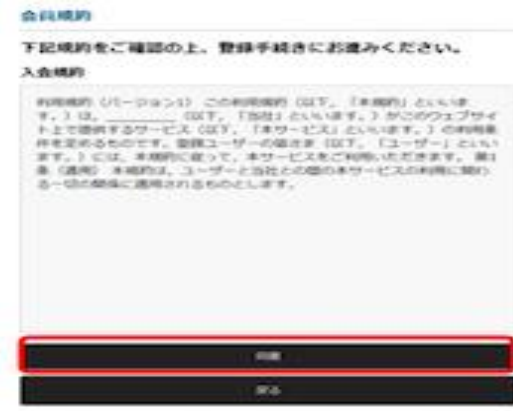 会員規約
下記規約をご確認の上、登録手続きにお進みください。
入会規約
利用規約（バージョン1） この利用規約（以下，「本規約」といいま
す。）は，＿＿＿＿＿（以下，「当社」といいます。）がこのウェブサイ
ト上で提供するサービス（以下，「本サービス」といいます。）の利用条
件を定めるものです。登録ユーザーの皆さま（以下，「ユーザー」といい
ます。）には，本規約に従って，本サービスをご利用いただきます。 第1
条（適用） 本規約は，ユーザーと当社との間の本サービスの利用に関わ
る一切の関係に適用されるものとします。
同意
戻る